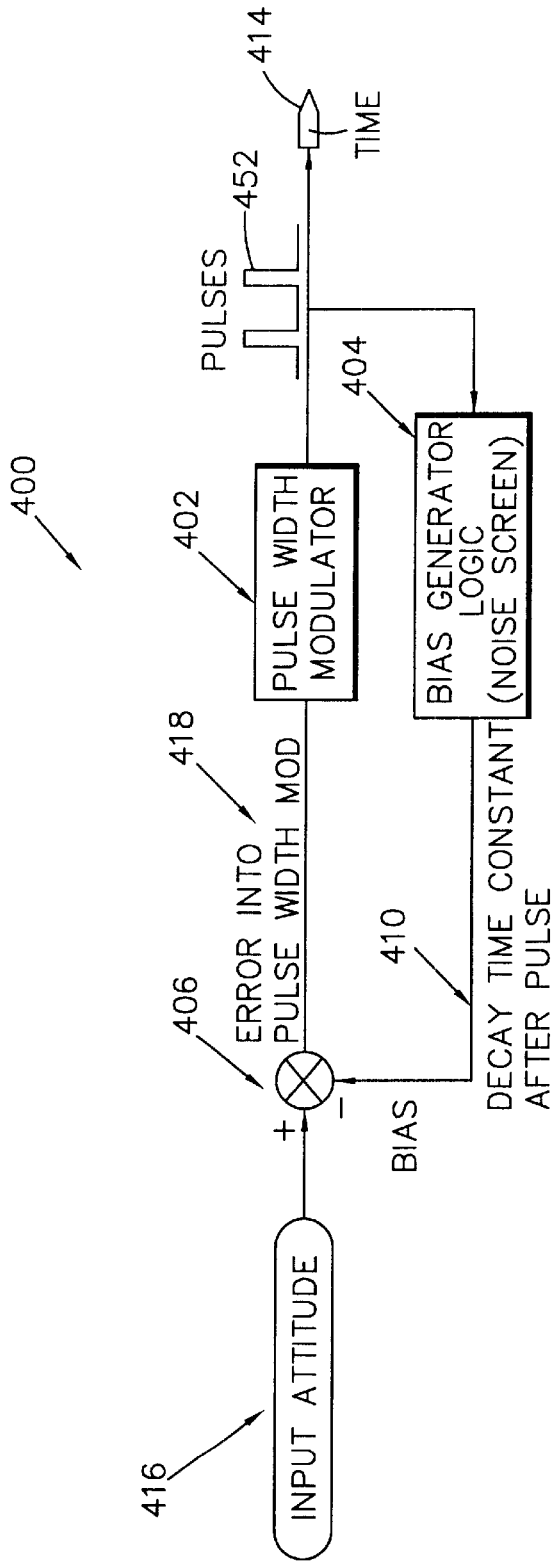 400
416
INPUT ATTITUDE
+
−
406
ERROR INTO
PULSE WIDTH MOD
418
402
PULSE WIDTH
MODULATOR
PULSES
452
414
TIME
404
BIAS GENERATOR
LOGIC
(NOISE SCREEN)
BIAS
410
DECAY TIME CONSTANT
AFTER PULSE